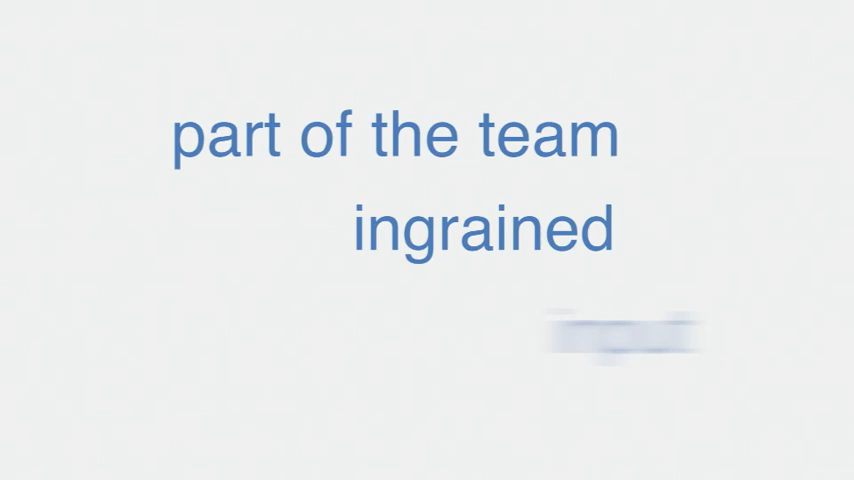 part of the team
ingrained